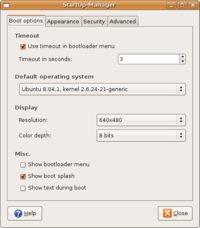 StartUp-Manager
Boot options Appearance Security Advanced
Timeout
Use timeout in bootloader menu
Timeout in seconds: 3
Default operating system
Ubuntu 8.04.1, kernel 2.6.24-21-generic
Display
Resolution: 640x480
Color depth: 8 bits
Misc.
Show bootloader menu
Show boot splash
Show text during boot
Help Close